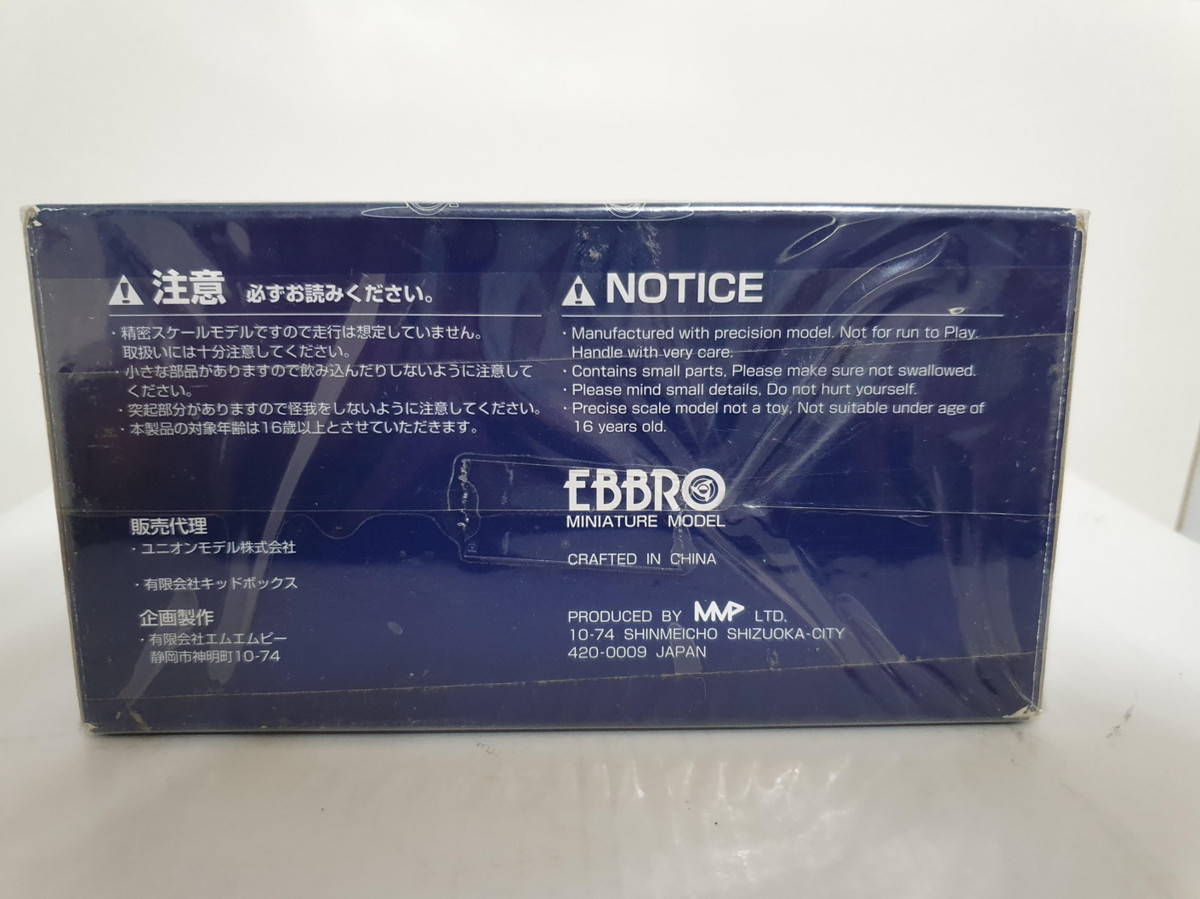 注意 必ずお読みください。
・精密スケールモデルですので走行は想定していません。
取扱いには十分注意してください。
・小さな部品がありますので飲み込んだりしないように注意して
ください。
・突起部分がありますので怪我をしないように注意してください。
・本製品の対象年齢は16歳以上とさせていただきます。
販売代理
・ユニオンモデル株式会社
・有限会社キッドボックス
企画製作
・有限会社エムエムピー
静岡市神明町10-74
NOTICE
・Manufactured with precision model. Not for run to Play.
Handle with very care.
・Contains small parts, Please make sure not swallowed.
・Please mind small details, Do not hurt yourself.
・Precise scale model not a toy, Not suitable under age of
16 years old.
EBBRO
MINIATURE MODEL
CRAFTED IN CHINA
PRODUCED BY MMP LTD,
10-74 SHINMEICHO SHIZUOKA-CITY
420-0009 JAPAN